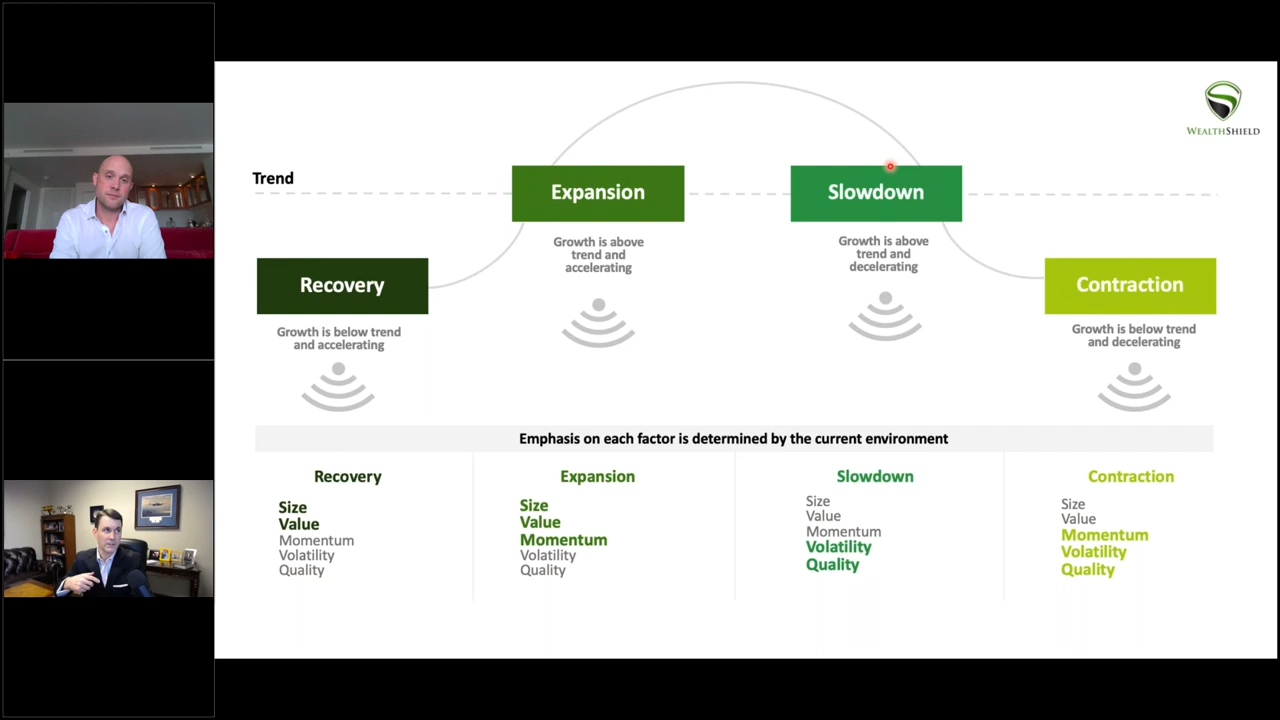 WEALTHSHIELD
Trend
Expansion
Slowdown
Growth is above
trend and
accelerating
Growth is above
trend and
decelerating
Recovery
Contraction
Growth is below trend
and accelerating
Growth is below trend
and decelerating
Emphasis on each factor is determined by the current environment
Recovery
Size
Value
Momentum
Volatility
Quality
Expansion
Size
Value
Momentum
Volatility
Quality
Slowdown
Size
Value
Momentum
Volatility
Quality
Contraction
Size
Value
Momentum
Volatility
Quality